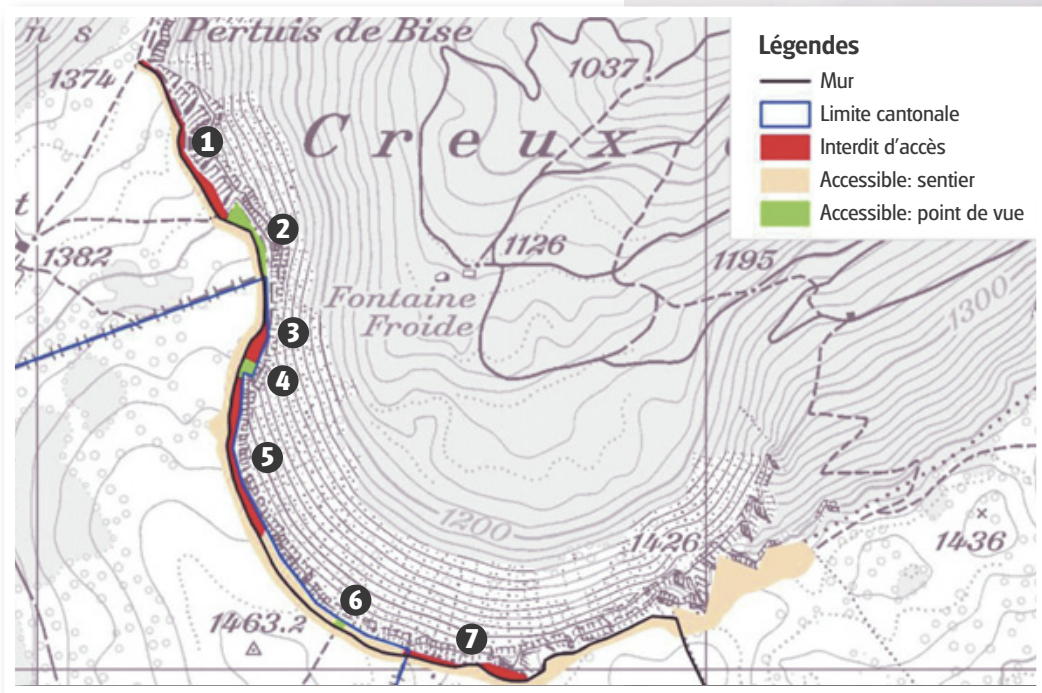 n s
Pertuis de Bise
1374
1037
Creux
1
2
t
1382
1126
1195
à
Fontaine
Froide
1300
3
4
5
1200
1426
1436
6
1463.2
7
Légendes
Mur
Limite cantonale
Interdit d'accès
Accessible: sentier
Accessible: point de vue